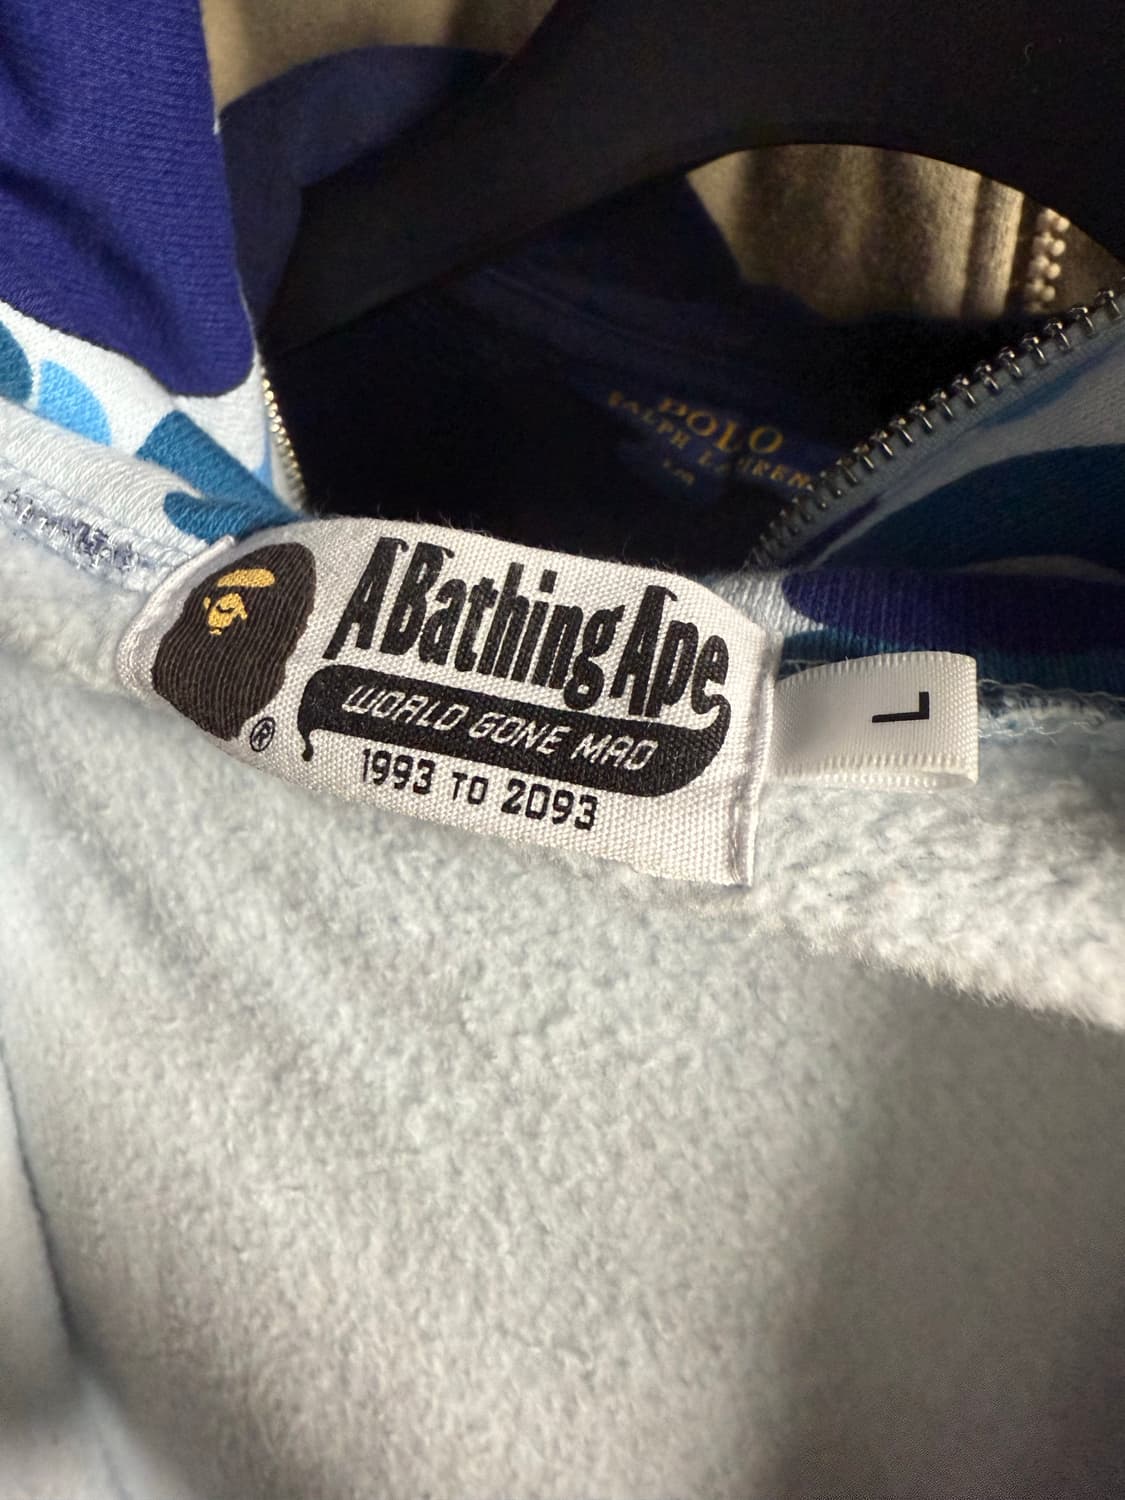 POLO
RALPH LAUREN
A Bathing Ape
WORLD GONE MAD
1993 TO 2093
®
L